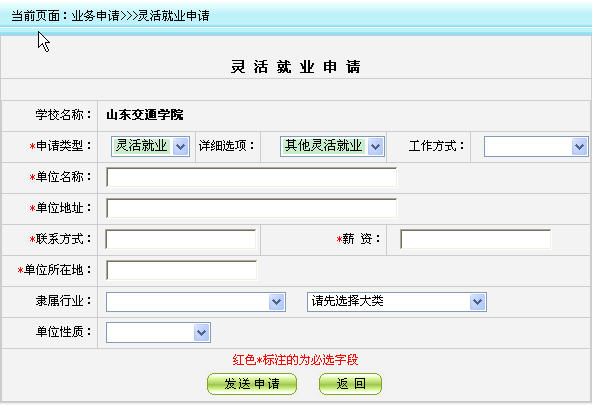 当前页面：业务申请>>>灵活就业申请
灵 活 就 业 申 请
学校名称： 山东交通学院
*申请类型： 灵活就业 详细选项： 其他灵活就业 工作方式：
*单位名称：
*单位地址：
*联系方式： *薪 资：
*单位所在地：
隶属行业： 请先选择大类
单位性质：
红色*标注的为必选字段
发送申请 返 回